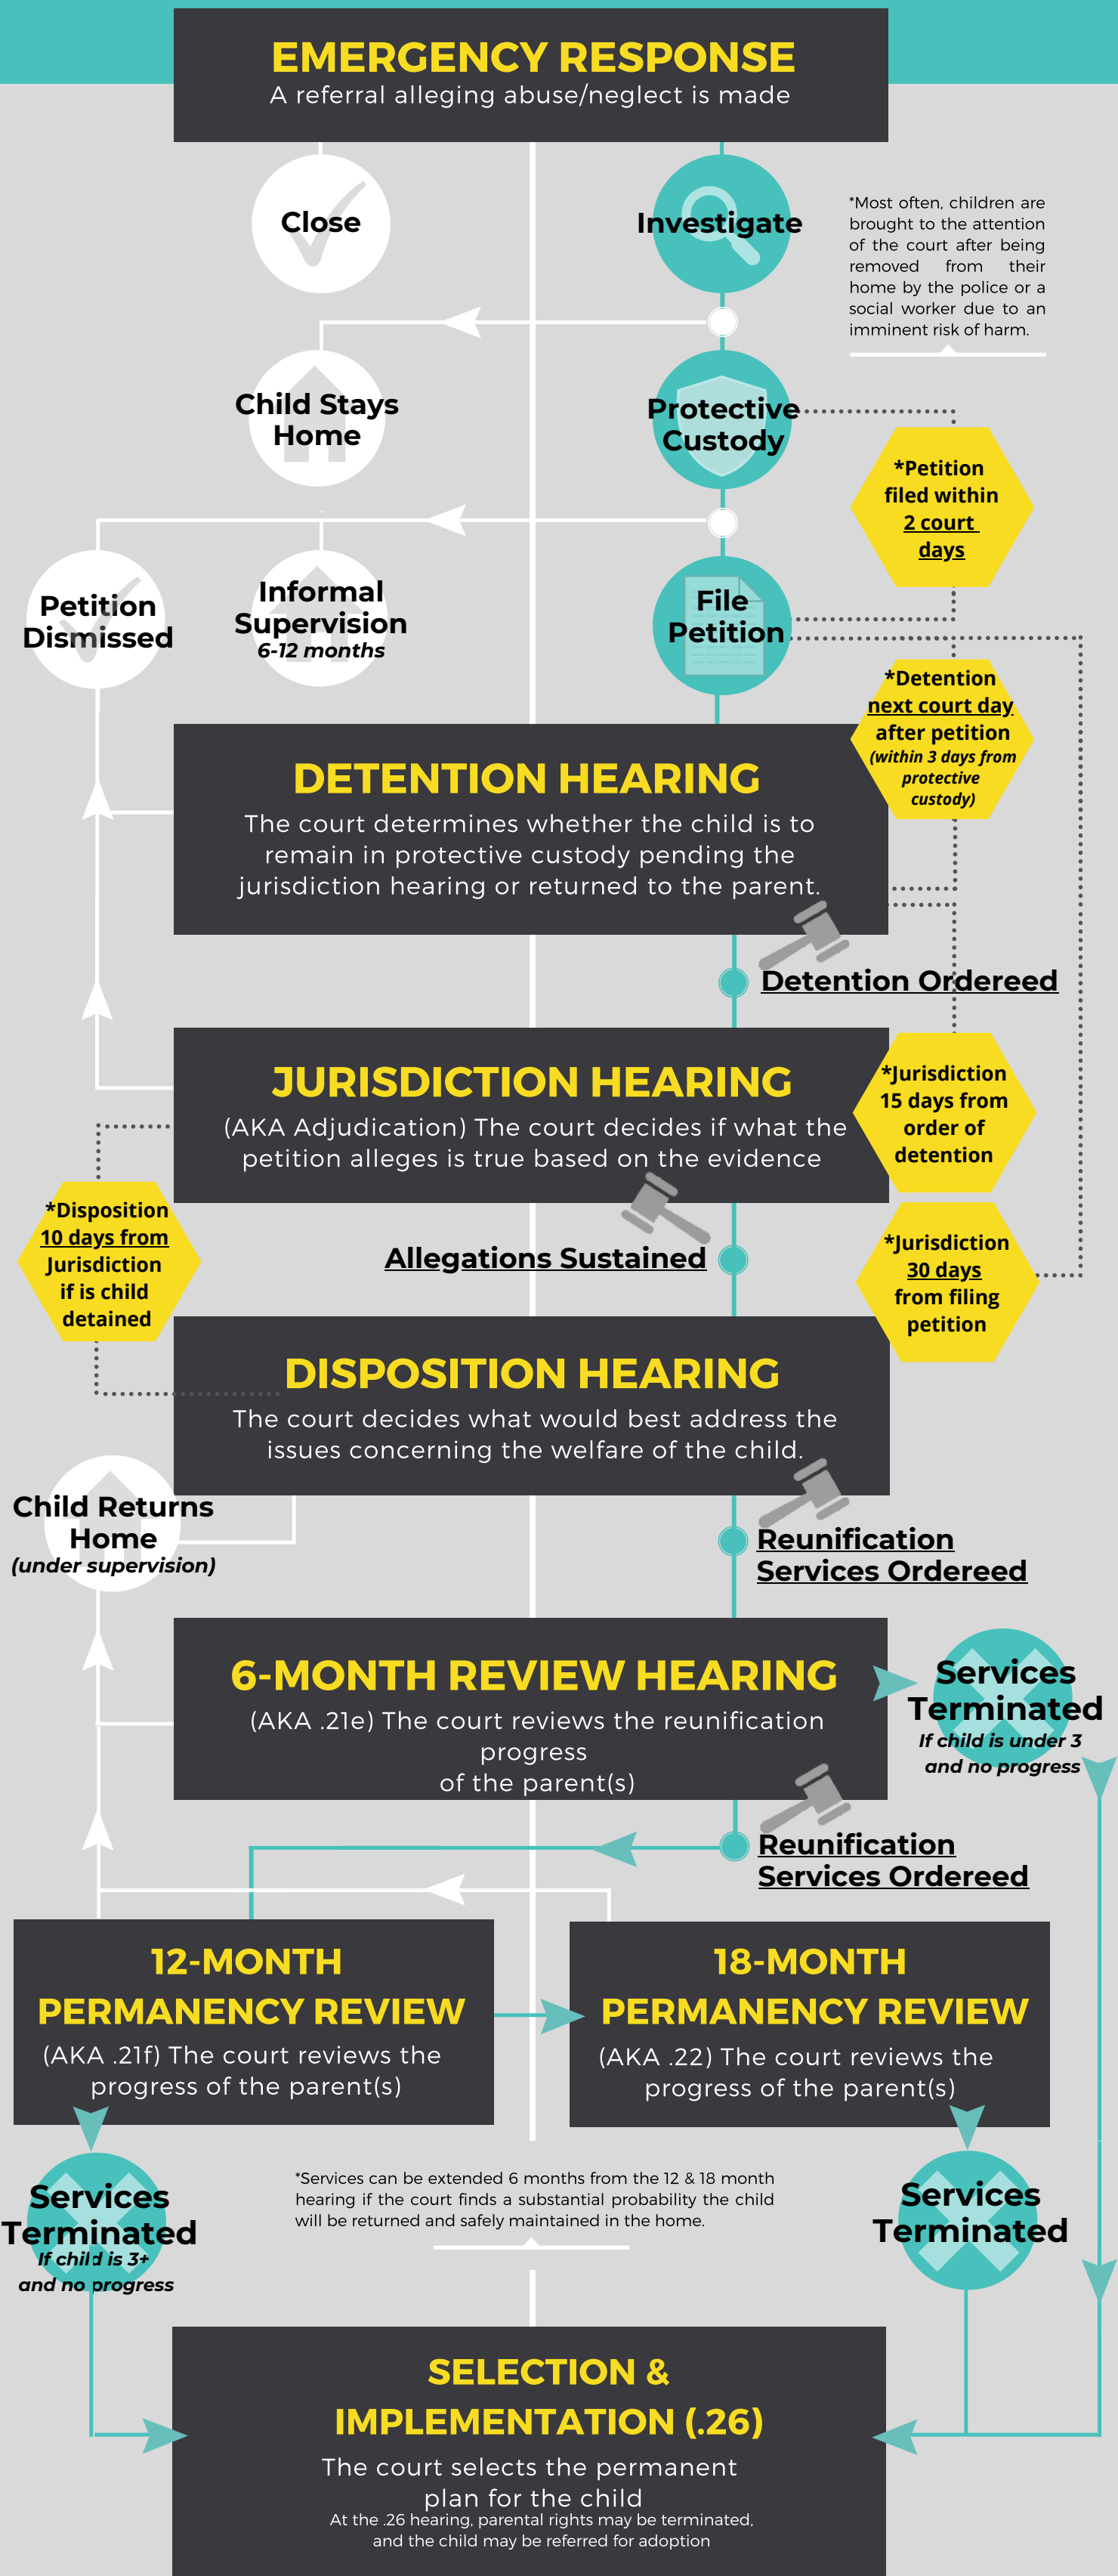 EMERGENCY RESPONSE
A referral alleging abuse/neglect is made
Close
Investigate
*Most often, children are
brought to the attention
of the court after being
removed from their
home by the police or a
social worker due to an
imminent risk of harm.
Child Stays
Home
Protective
Custody
*Petition
filed within
2 court
days
Petition
Dismissed
Informal
Supervision
6-12 months
File
Petition
*Detention
next court day
after petition
(within 3 days from
protective
custody)
DETENTION HEARING
The court determines whether the child is to
remain in protective custody pending the
jurisdiction hearing or returned to the parent.
Detention Ordereed
JURISDICTION HEARING
(AKA Adjudication) The court decides if what the
petition alleges is true based on the evidence
*Jurisdiction
15 days from
order of
detention
*Disposition
10 days from
Jurisdiction
if is child
detained
Allegations Sustained
*Jurisdiction
30 days
from filing
petition
DISPOSITION HEARING
The court decides what would best address the
issues concerning the welfare of the child.
Child Returns
Home
(under supervision)
Reunification
Services Ordereed
6-MONTH REVIEW HEARING
(AKA .21e) The court reviews the reunification
progress
of the parent(s)
Services
Terminated
If child is under 3
and no progress
Reunification
Services Ordereed
12-MONTH
PERMANENCY REVIEW
(AKA .21f) The court reviews the
progress of the parent(s)
18-MONTH
PERMANENCY REVIEW
(AKA .22) The court reviews the
progress of the parent(s)
Services
Terminated
If child is 3+
and no progress
*Services can be extended 6 months from the 12 & 18 month
hearing if the court finds a substantial probability the child
will be returned and safely maintained in the home.
Services
Terminated
SELECTION &
IMPLEMENTATION (.26)
The court selects the permanent
plan for the child
At the .26 hearing, parental rights may be terminated,
and the child may be referred for adoption